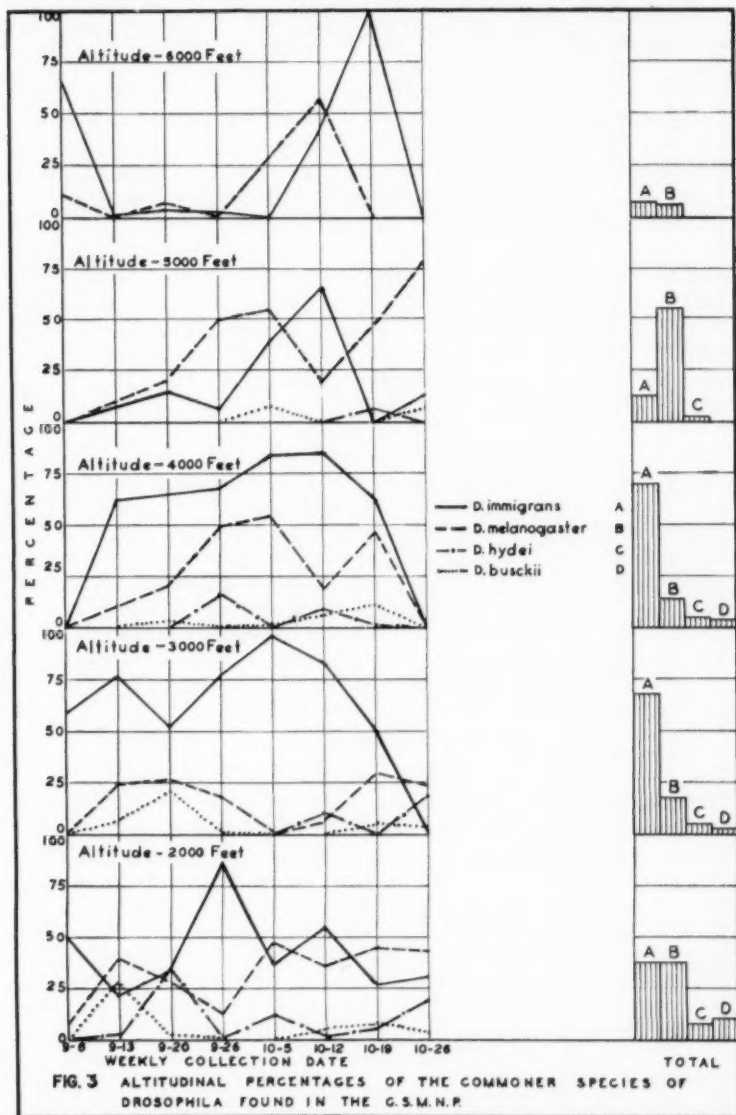 100
Altitude-6000 Feet
75
50
25
0
A B
100
Altitude-5000 Feet
75
50
25
0
A B C
100
Altitude-4000 Feet
75
50
25
0
A B C D
PERCENTAGE
D. immigrans A
D. melanogaster B
D. hydei C
D. busckii D
100
Altitude-3000 Feet
75
50
25
0
A B C D
100
Altitude-2000 Feet
75
50
25
0
A B C D
9-6 9-13 9-20 9-26 10-5 10-12 10-19 10-26
WEEKLY COLLECTION DATE TOTAL
FIG. 3 ALTITUDINAL PERCENTAGES OF THE COMMONER SPECIES OF
DROSOPHILA FOUND IN THE G.S.M.N.P.